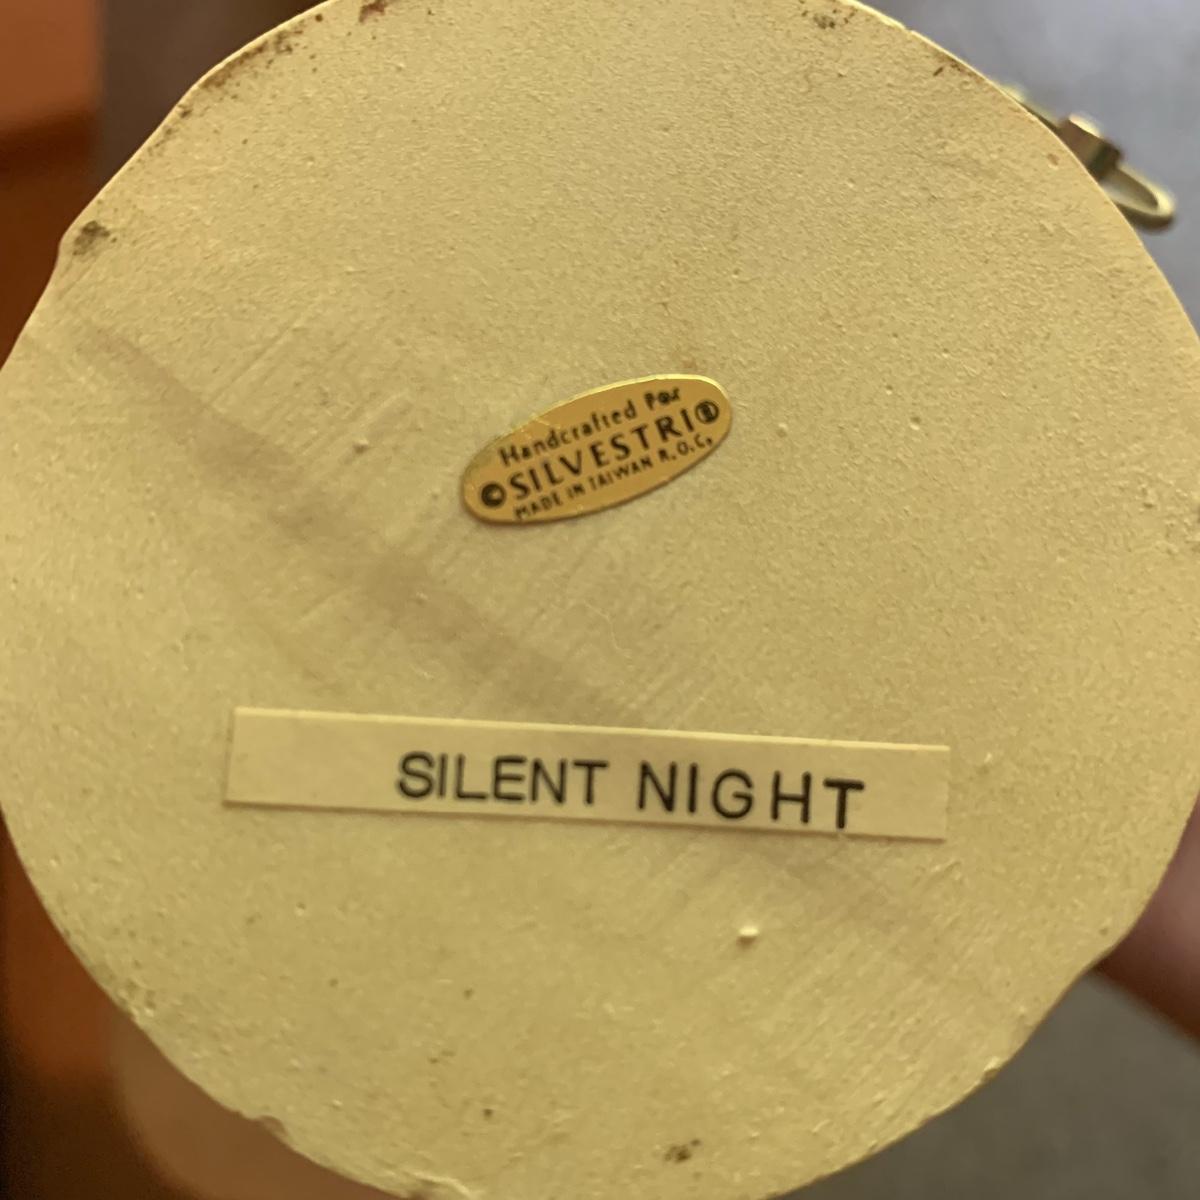 Handcrafted For
©SILVESTRI®
MADE IN TAIWAN R.O.C.
SILENT NIGHT